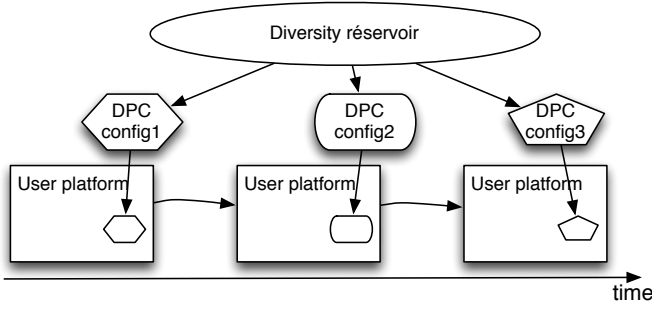 Diversity réservoir
DPC
config1
DPC
config2
DPC
config3
User platform
User platform
User platform
time